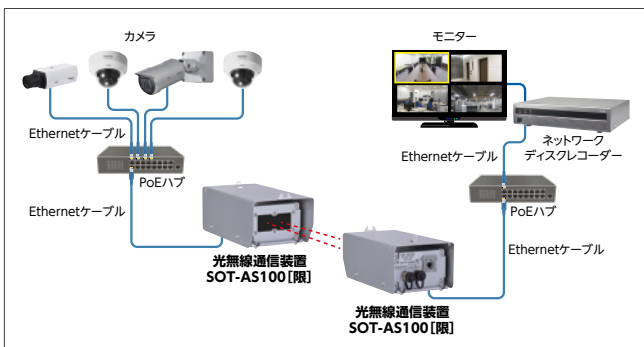 カメラ
モニター
Ethernetケーブル
PoEハブ
Ethernetケーブル
光無線通信装置
SOT-AS100［限］
Ethernetケーブル
ネットワーク
ディスクレコーダー
PoEハブ
Ethernetケーブル
光無線通信装置
SOT-AS100［限］